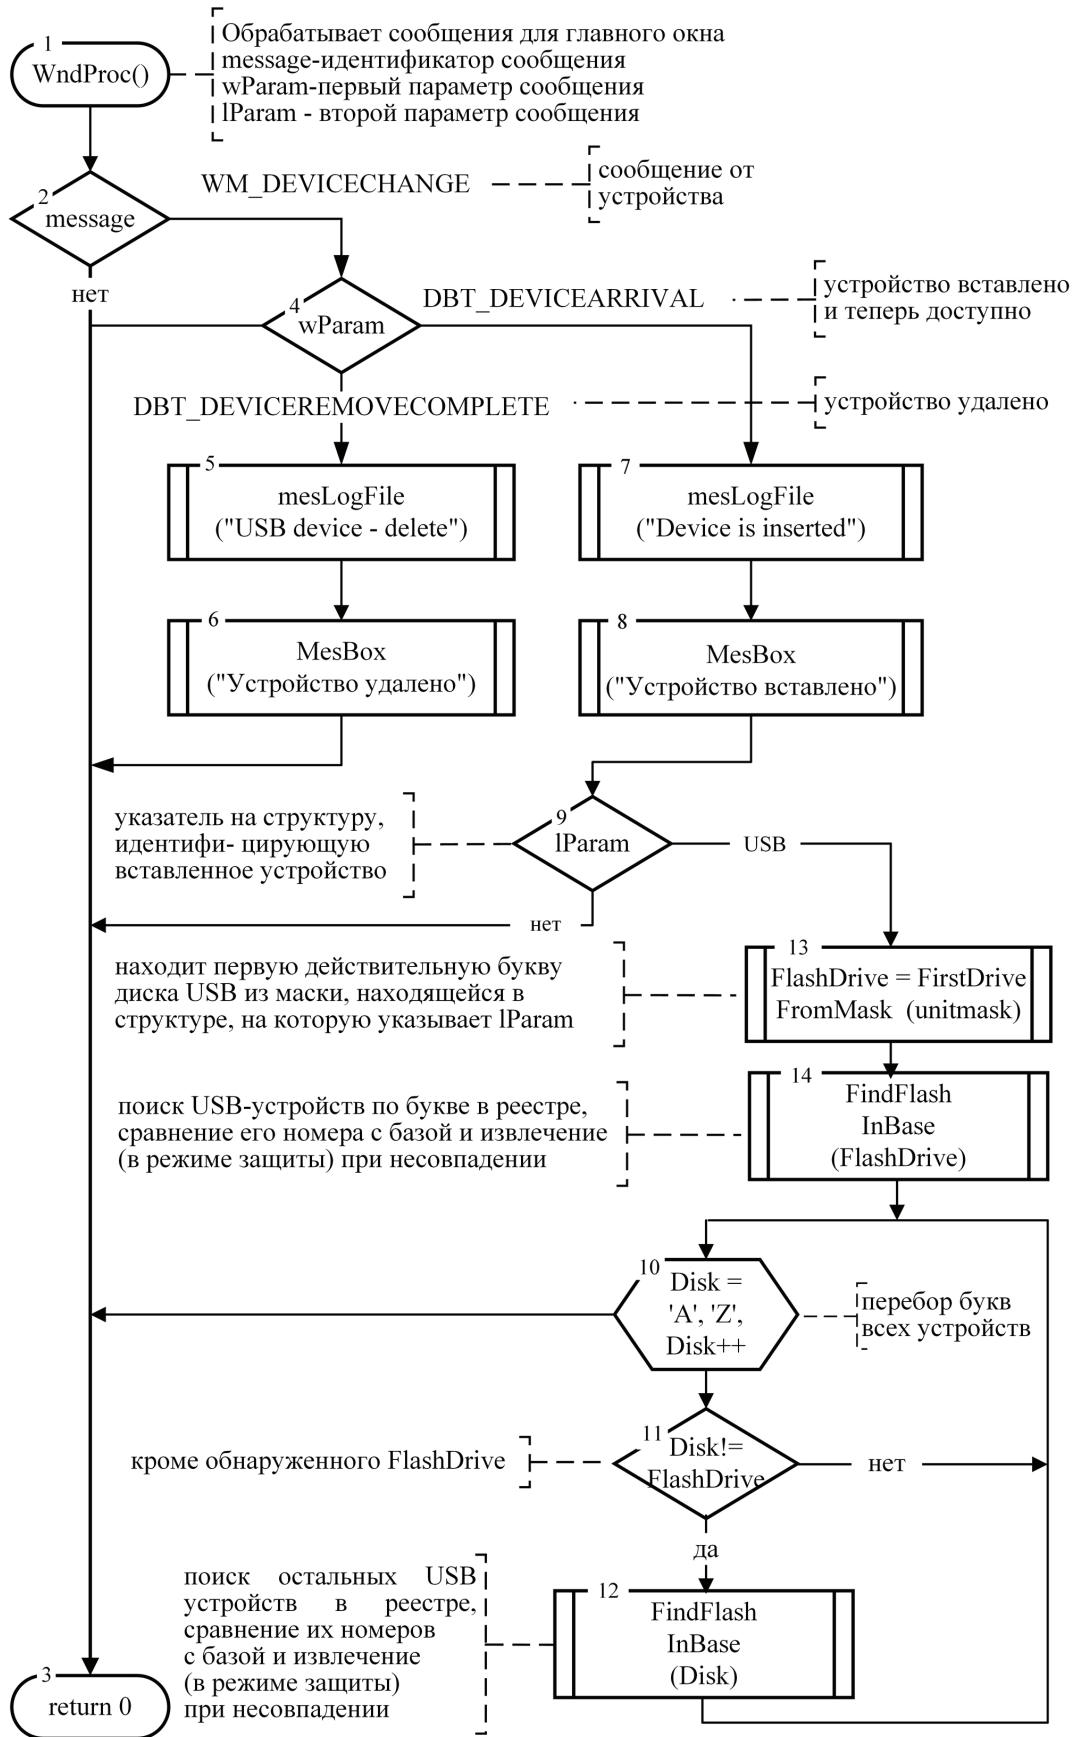 1
WndProc()
Обрабатывает сообщения для главного окна
message-идентификатор сообщения
wParam-первый параметр сообщения
lParam - второй параметр сообщения
2
message
WM_DEVICECHANGE
сообщение от
устройства
нет
4
wParam
DBT_DEVICEARRIVAL
устройство вставлено
и теперь доступно
DBT_DEVICEREMOVECOMPLETE
устройство удалено
5
mesLogFile
("USB device - delete")
7
mesLogFile
("Device is inserted")
6
MesBox
("Устройство удалено")
8
MesBox
("Устройство вставлено")
указатель на структуру,
идентифи- цирующую
вставленное устройство
9
lParam
USB
нет
находит первую действительную букву
диска USB из маски, находящейся в
структуре, на которую указывает lParam
13
FlashDrive = FirstDrive
FromMask (unitmask)
поиск USB-устройств по букве в реестре,
сравнение его номера с базой и извлечение
(в режиме защиты) при несовпадении
14
FindFlash
InBase
(FlashDrive)
10
Disk =
'A', 'Z',
Disk++
перебор букв
всех устройств
кроме обнаруженного FlashDrive
11
Disk!=
FlashDrive
нет
да
поиск остальных USB
устройств в реестре,
сравнение их номеров
с базой и извлечение
(в режиме защиты)
при несовпадении
12
FindFlash
InBase
(Disk)
3
return 0